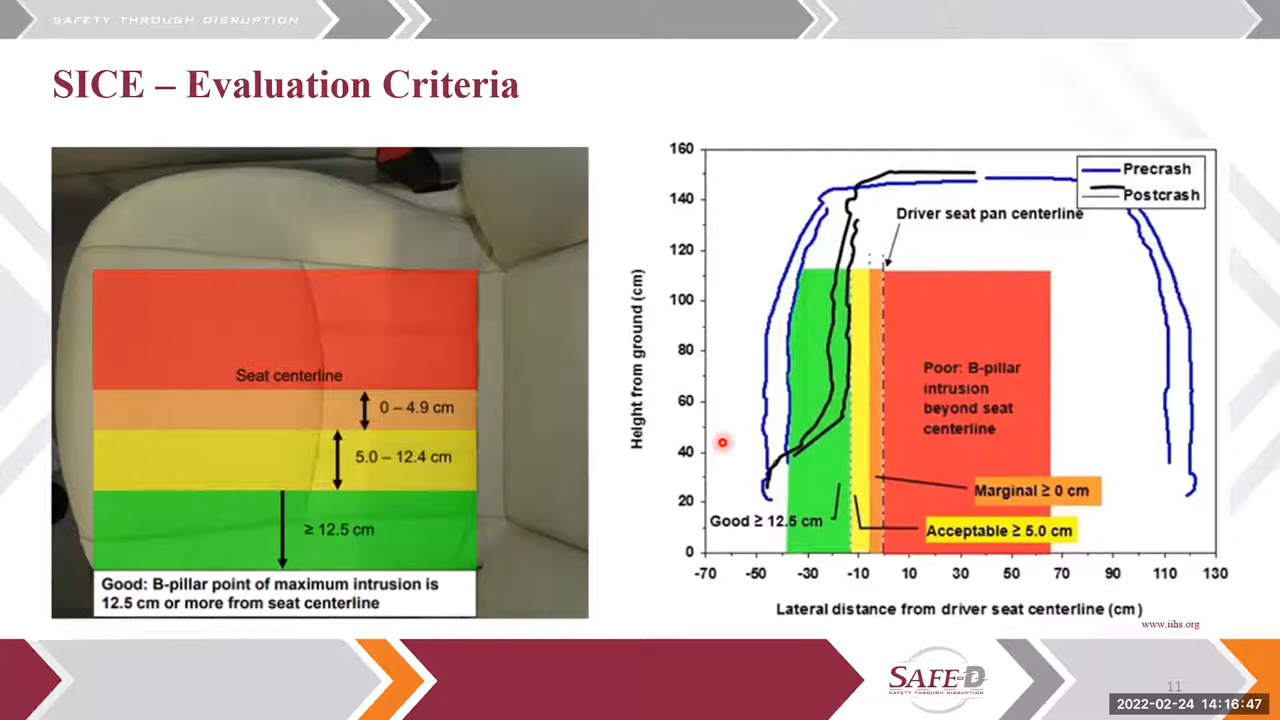 SAFETY THROUGH DISRUPTION
SICE – Evaluation Criteria
Seat centerline
0 – 4.9 cm
5.0 – 12.4 cm
≥ 12.5 cm
Good: B-pillar point of maximum intrusion is
12.5 cm or more from seat centerline
Height from ground (cm)
160
140
120
100
80
60
40
20
0
Precrash
Postcrash
Driver seat pan centerline
Poor: B-pillar
intrusion
beyond seat
centerline
Marginal ≥ 0 cm
Good ≥ 12.5 cm
Acceptable ≥ 5.0 cm
-70 -50 -30 -10 10 30 50 70 90 110 130
Lateral distance from driver seat centerline (cm)
www.iihs.org
SAFE-D
SAFETY THROUGH DISRUPTION
11
2022-02-24 14:16:47